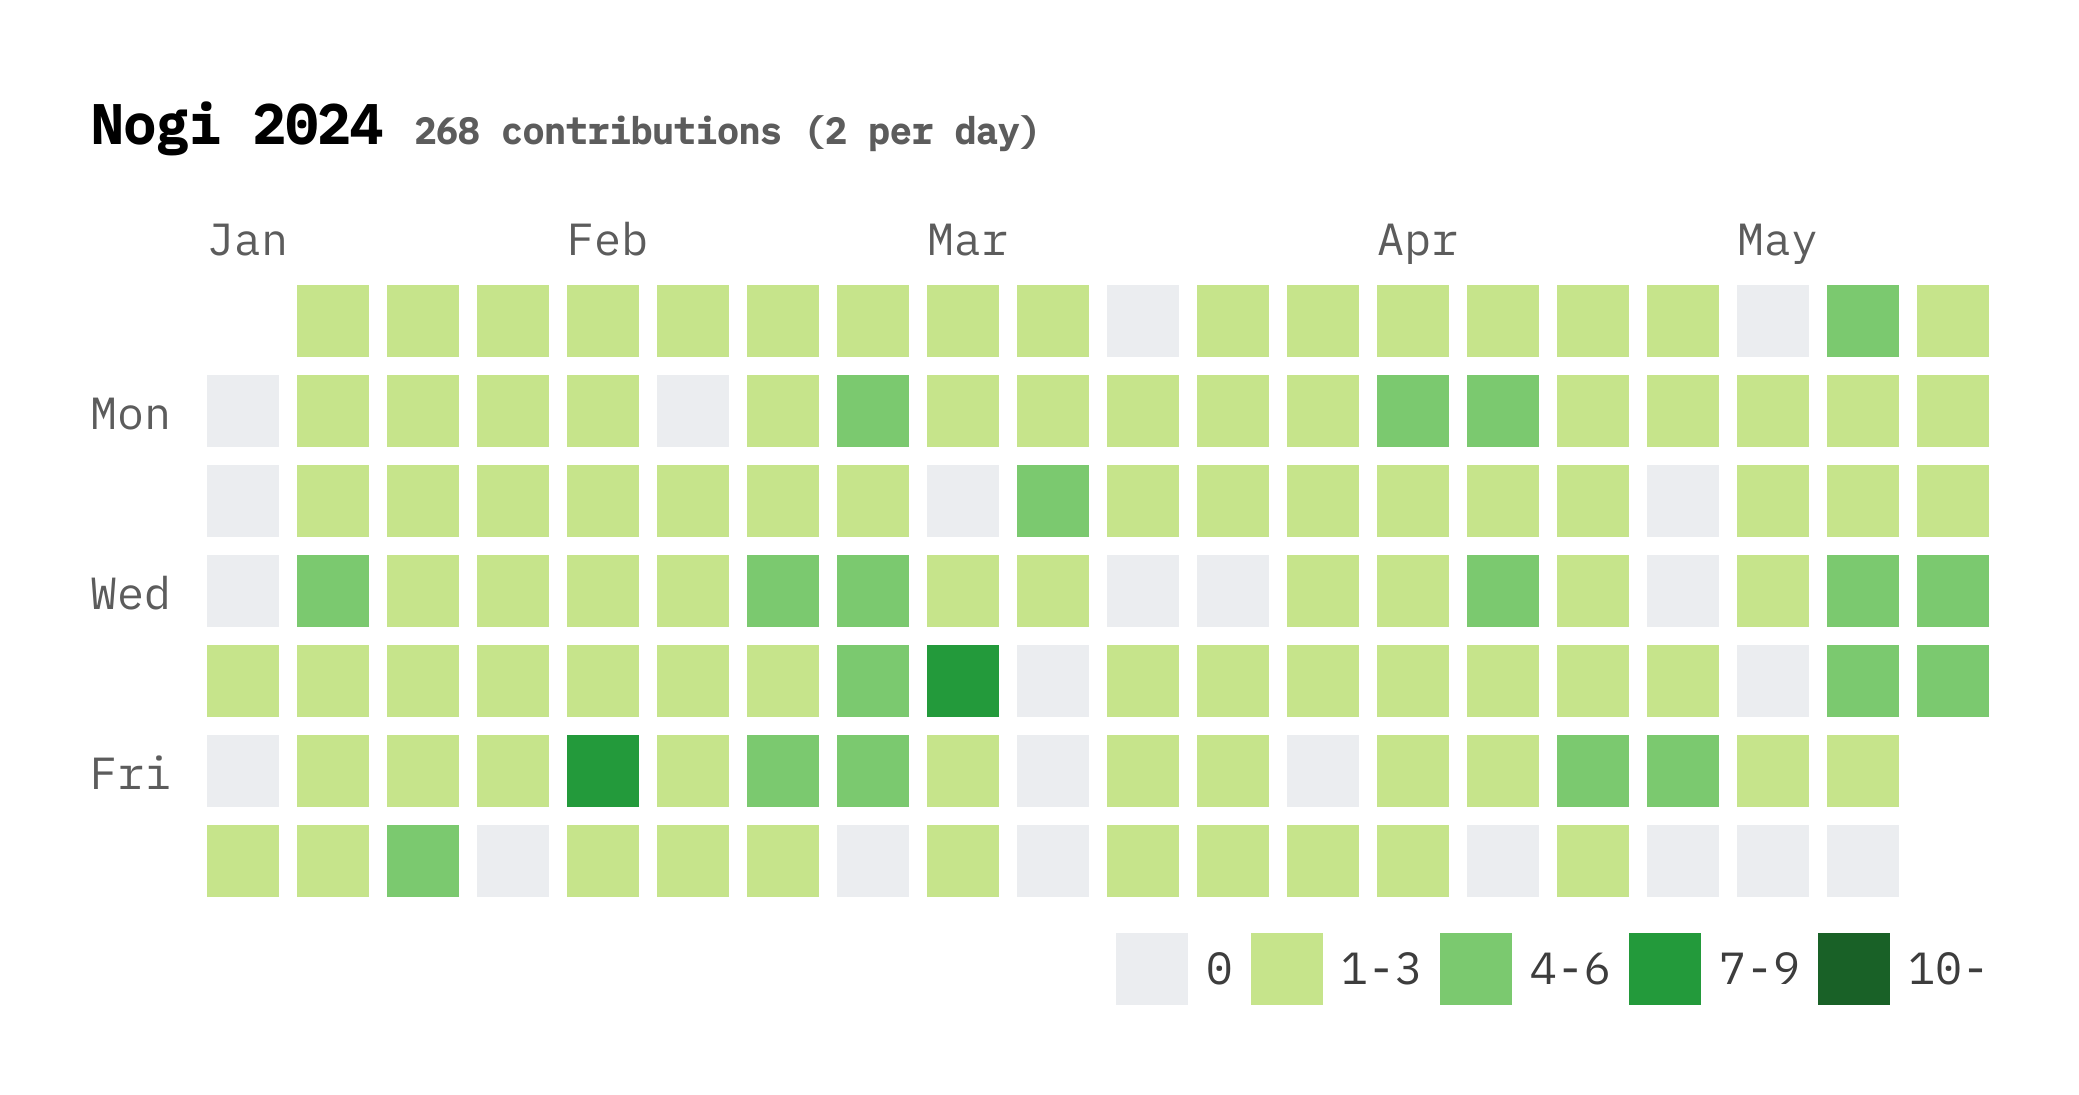 Nogi 2024 268 contributions (2 per day)
Jan Feb Mar Apr May
Mon
Wed
Fri
0 1-3 4-6 7-9 10-